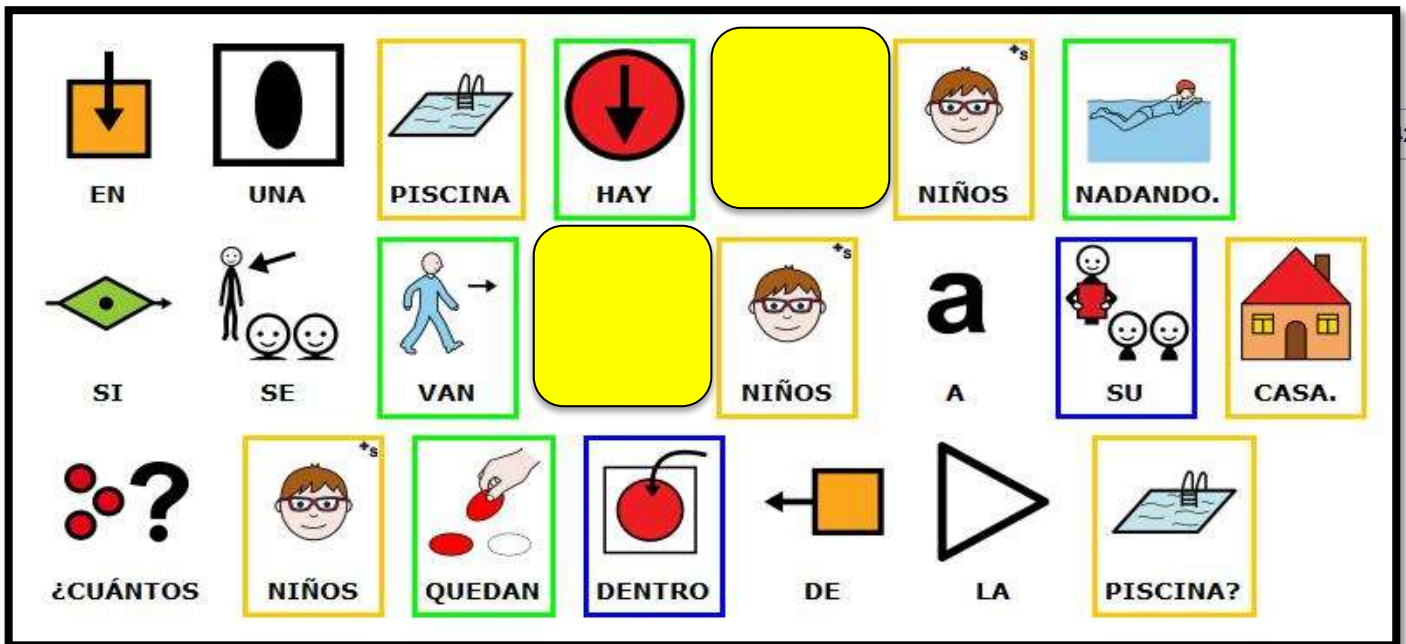 EN UNA PISCINA HAY NIÑOS NADANDO.
SI SE VAN NIÑOS a A SU CASA.
¿CUÁNTOS NIÑOS QUEDAN DENTRO DE LA PISCINA?